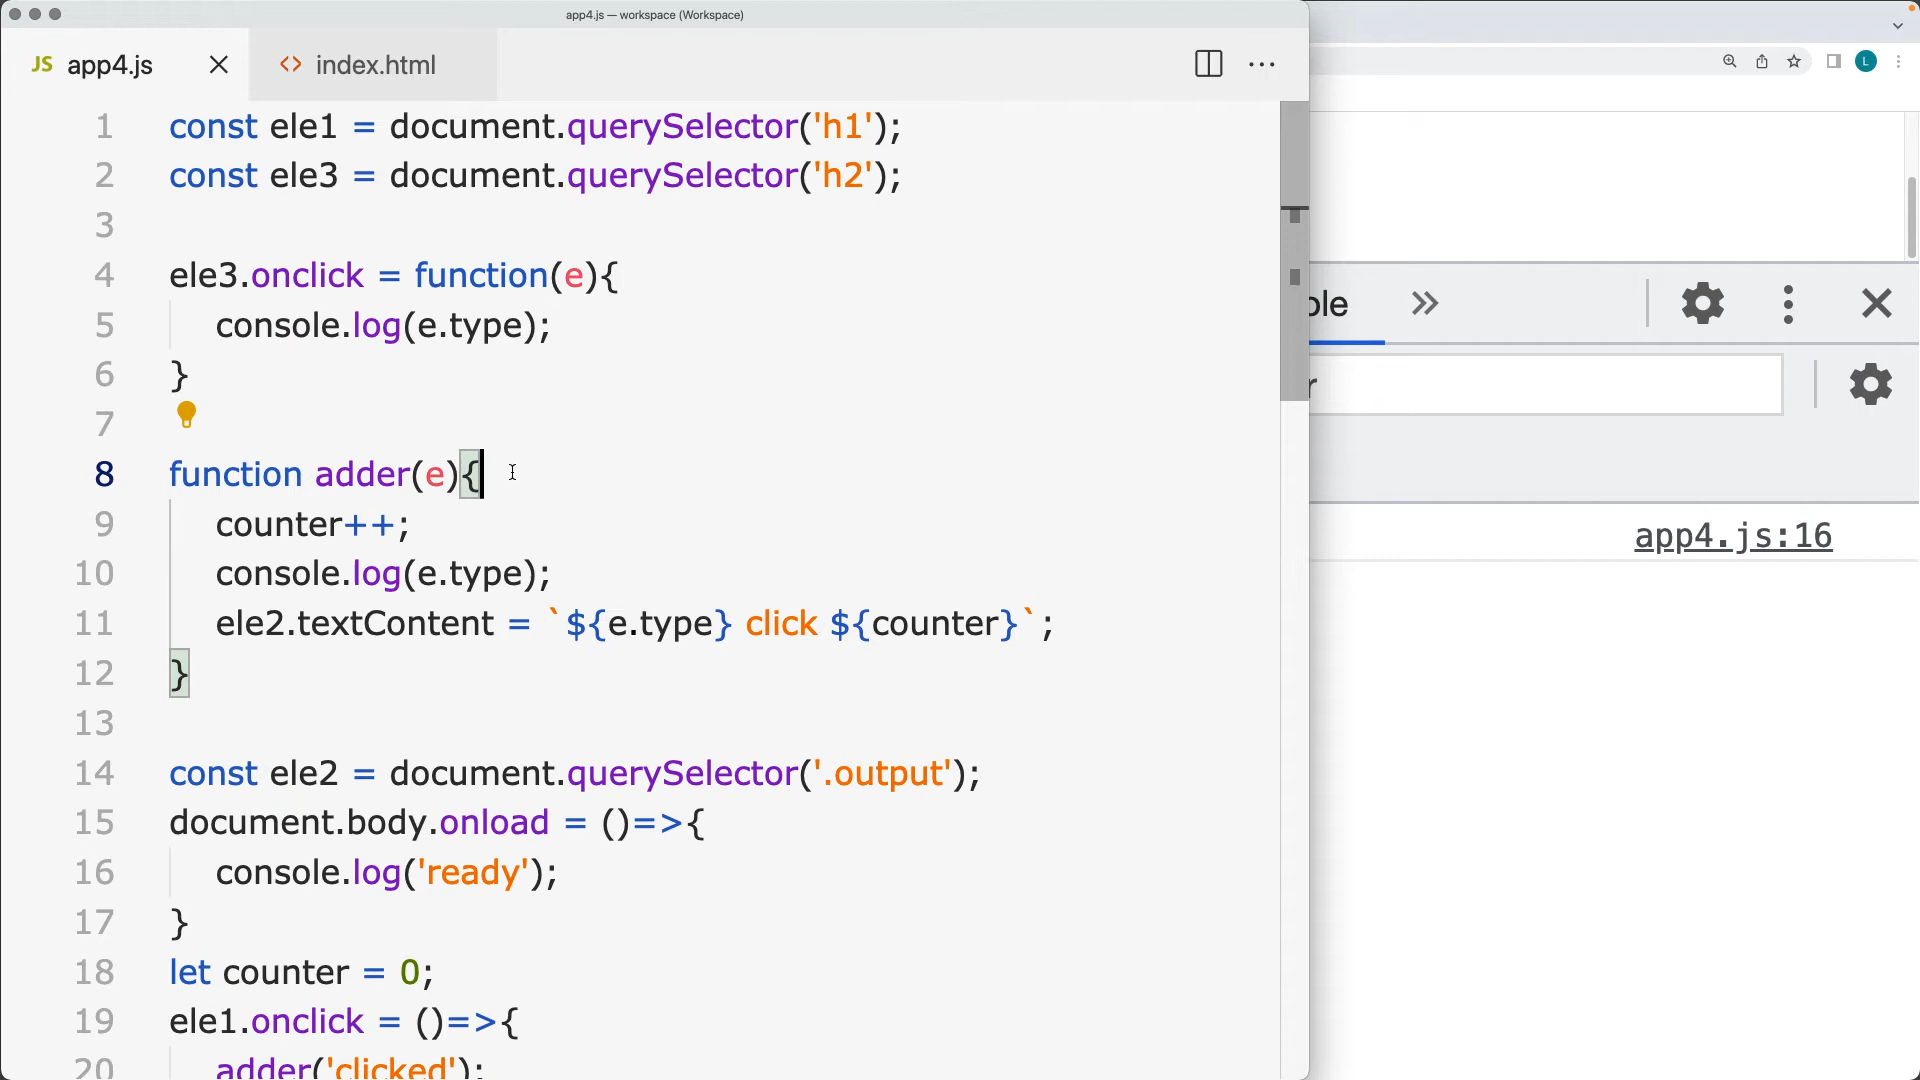 app4.js — workspace (Workspace)
JS app4.js
<> index.html
1 const ele1 = document.querySelector('h1');
2 const ele3 = document.querySelector('h2');
3
4 ele3.onclick = function(e){
5 console.log(e.type);
6 }
7
8 function adder(e){
9 counter++;
10 console.log(e.type);
11 ele2.textContent = `${e.type} click ${counter}`;
12 }
13
14 const ele2 = document.querySelector('.output');
15 document.body.onload = ()=>{
16 console.log('ready');
17 }
18 let counter = 0;
19 ele1.onclick = ()=>{
20 adder('clicked');
L
ole
app4.js:16